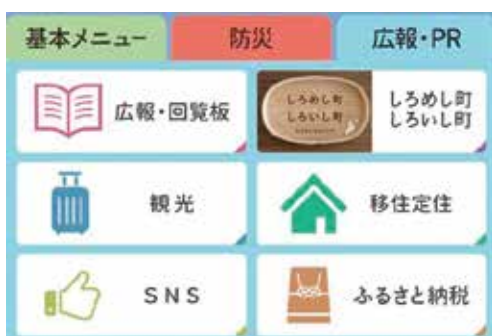 基本メニュー
防災
広報・PR
広報・回覧板
しろめし町
しろいし町
しろめし町
しろいし町
観光
移住定住
SNS
ふるさと納税